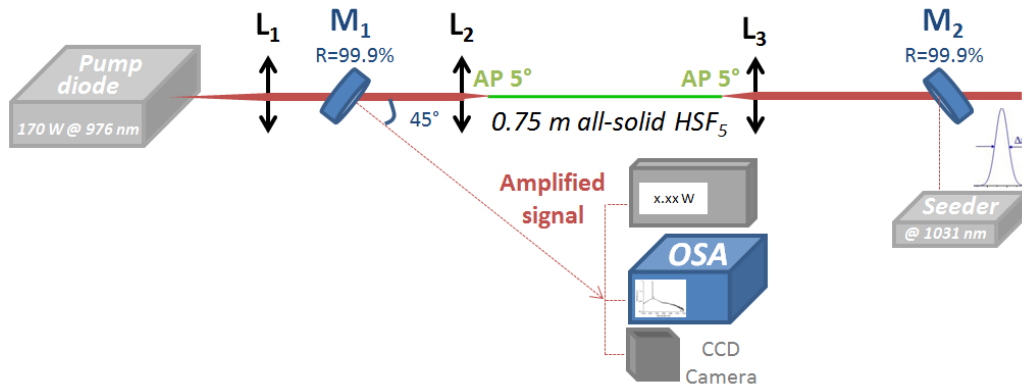 L1
M1
R=99.9%
L2
L3
M2
R=99.9%
Pump
diode
170 W @ 976 nm
AP 5°
AP 5°
45°
0.75 m all-solid HSF5
Amplified
signal
x.xx W
Seeder
@ 1031 nm
OSA
CCD
Camera